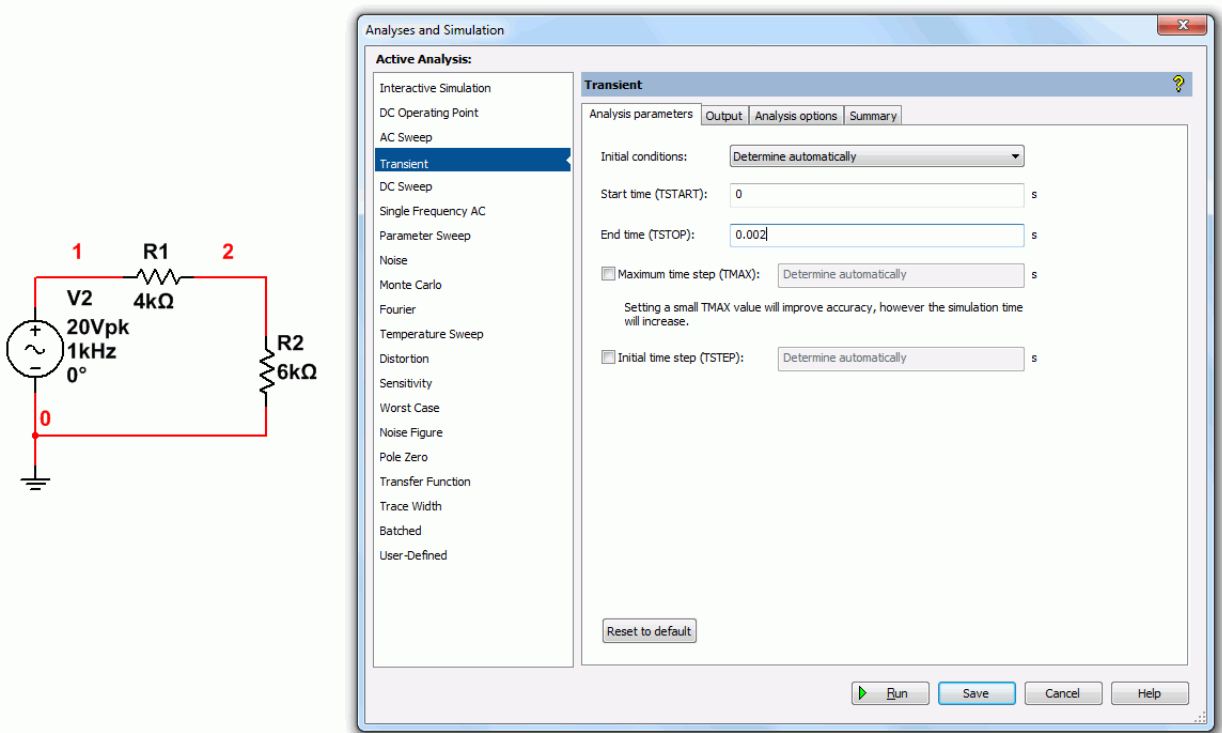 1
R1
2
4kΩ
V2
20Vpk
1kHz
0°
+
R2
6kΩ
0
Analyses and Simulation
Active Analysis:
Interactive Simulation
DC Operating Point
AC Sweep
Transient
DC Sweep
Single Frequency AC
Parameter Sweep
Noise
Monte Carlo
Fourier
Temperature Sweep
Distortion
Sensitivity
Worst Case
Noise Figure
Pole Zero
Transfer Function
Trace Width
Batched
User-Defined
Transient
?
Analysis parameters Output Analysis options Summary
Initial conditions: Determine automatically
Start time (TSTART): 0 s
End time (TSTOP): 0.002 s
Maximum time step (TMAX): Determine automatically s
Setting a small TMAX value will improve accuracy, however the simulation time
will increase.
Initial time step (TSTEP): Determine automatically s
Reset to default
Run Save Cancel Help